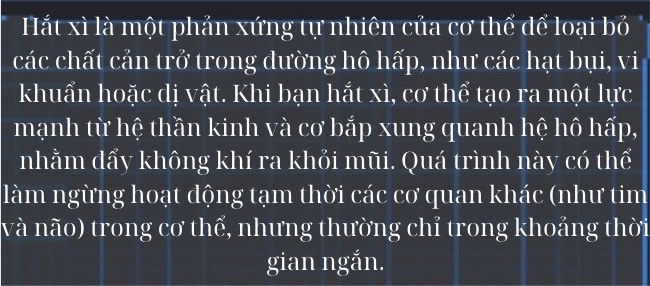 Hắt xì là một phản xứng tự nhiên của cơ thể để loại bỏ
các chất cản trở trong đường hô hấp, như các hạt bụi, vi
khuẩn hoặc dị vật. Khi bạn hắt xì, cơ thể tạo ra một lực
mạnh từ hệ thần kinh và cơ bắp xung quanh hệ hô hấp,
nhằm đẩy không khí ra khỏi mũi. Quá trình này có thể
làm ngừng hoạt động tạm thời các cơ quan khác (như tim
và não) trong cơ thể, nhưng thường chỉ trong khoảng thời
gian ngắn.